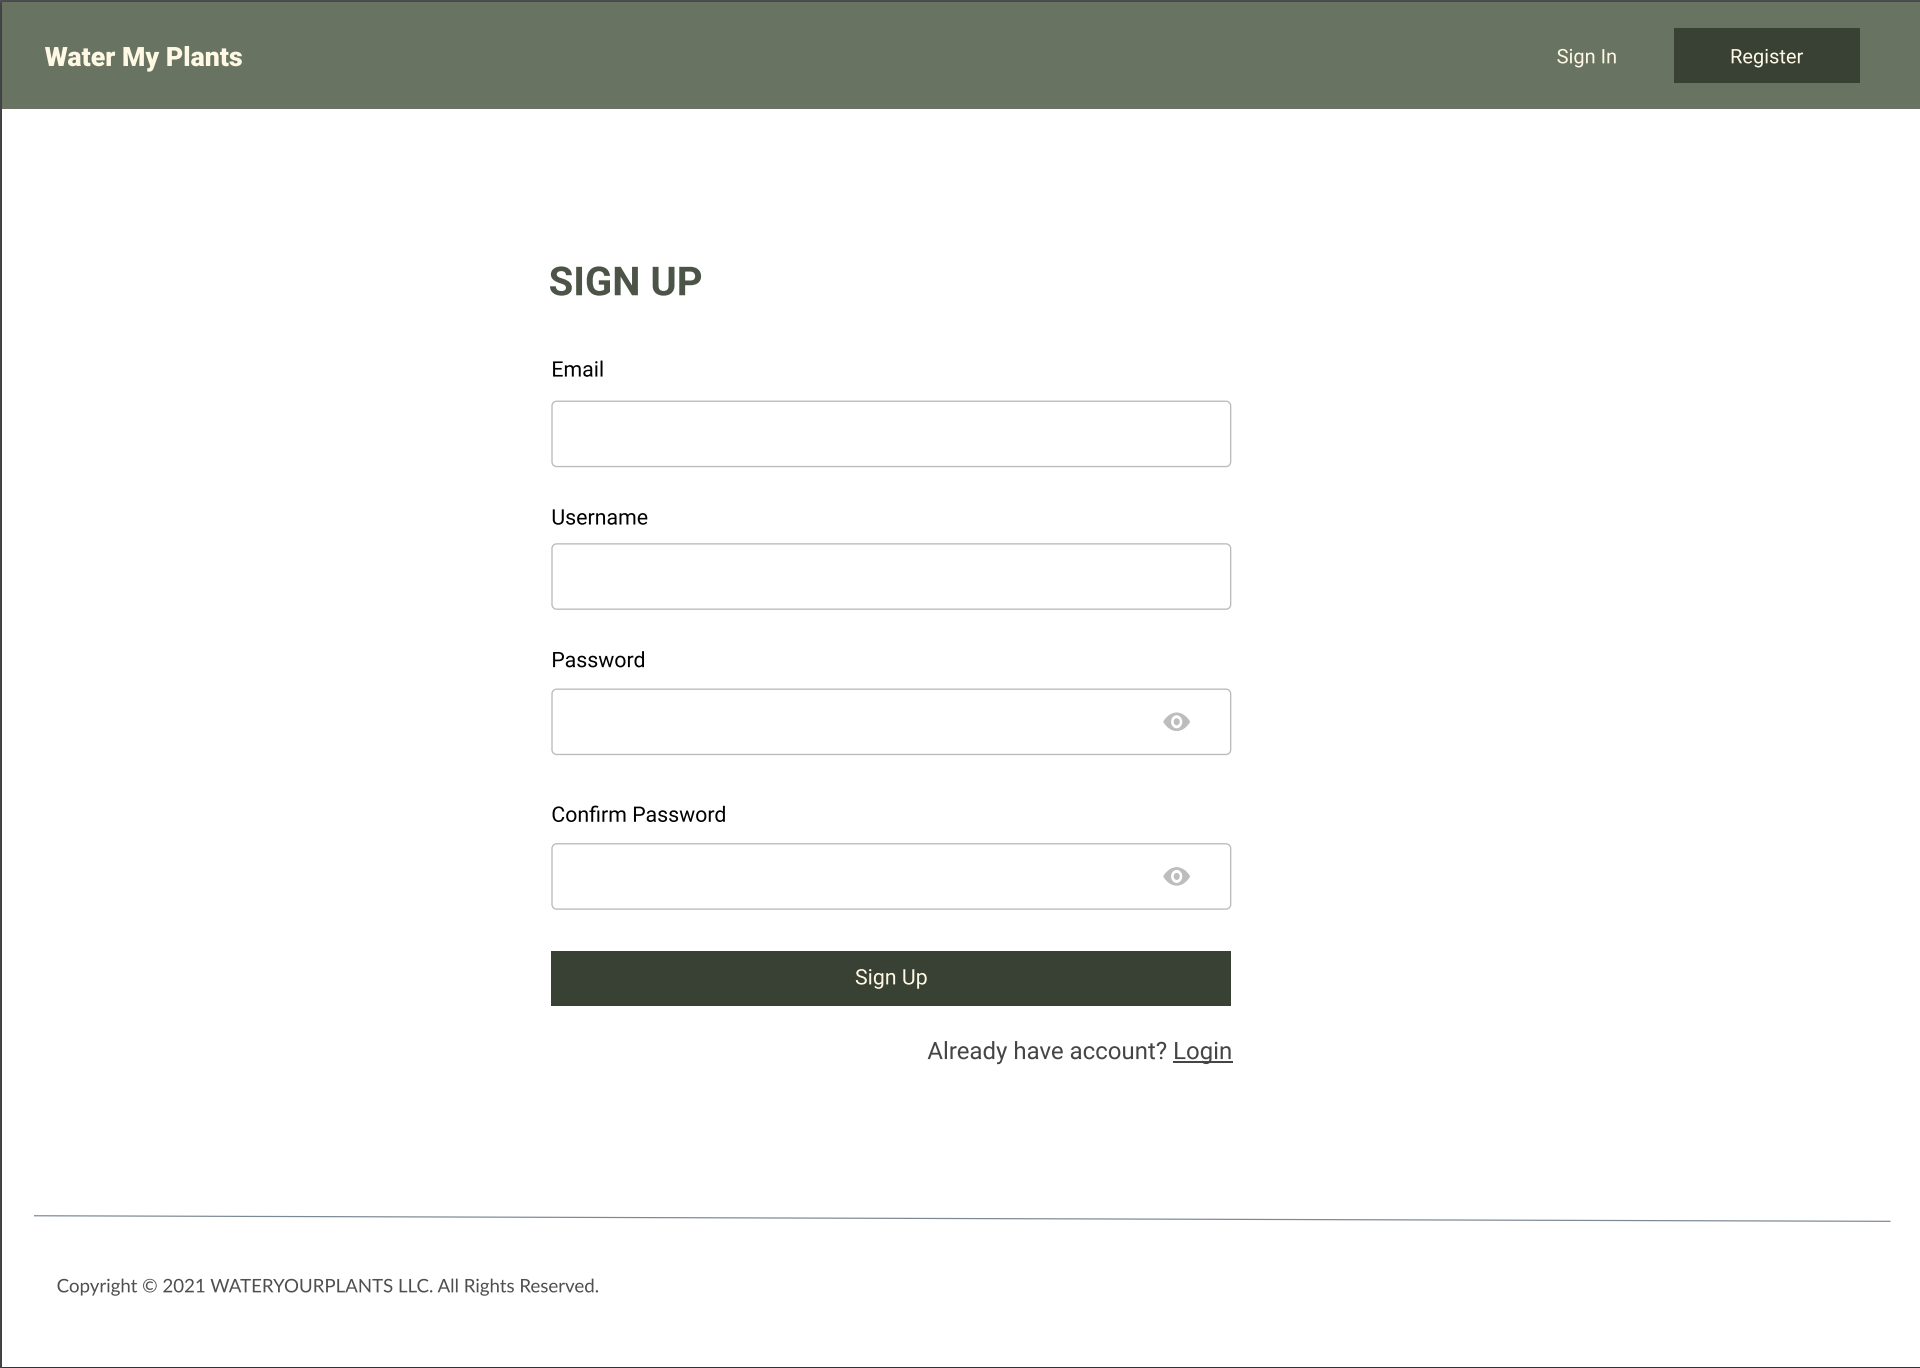 Water My Plants
Sign In
Register
SIGN UP
Email
Username
Password
Confirm Password
Sign Up
Already have account? Login
Copyright © 2021 WATERYOURPLANTS LLC. All Rights Reserved.